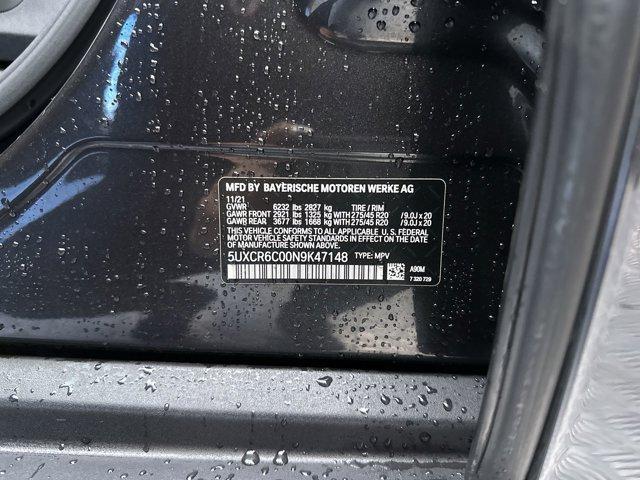 MFD BY BAYERISCHE MOTOREN WERKE AG
11/21
GVWR 6232 lbs 2827 kg TIRE / RIM
GAWR FRONT 2921 lbs 1325 kg WITH 275/45 R20 /9.0J x 20
GAWR REAR 3677 lbs 1668 kg WITH 275/45 R20 /9.0J x 20
THIS VEHICLE CONFORMS TO ALL APPLICABLE U. S. FEDERAL
MOTOR VEHICLE SAFETY STANDARDS IN EFFECT ON THE DATE OF
MANUFACTURE SHOWN ABOVE.
5UXCR6C00N9K47148 TYPE: MPV
A90M
7 320 729